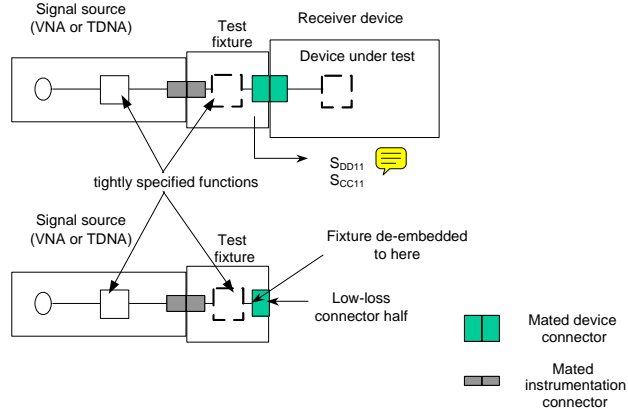 Signal source
(VNA or TDNA)
Test
fixture
Receiver device
Device under test
SDD11
SCC11
tightly specified functions
Signal source
(VNA or TDNA)
Test
fixture
Fixture de-embedded
to here
Low-loss
connector half
Mated device
connector
Mated
instrumentation
connector